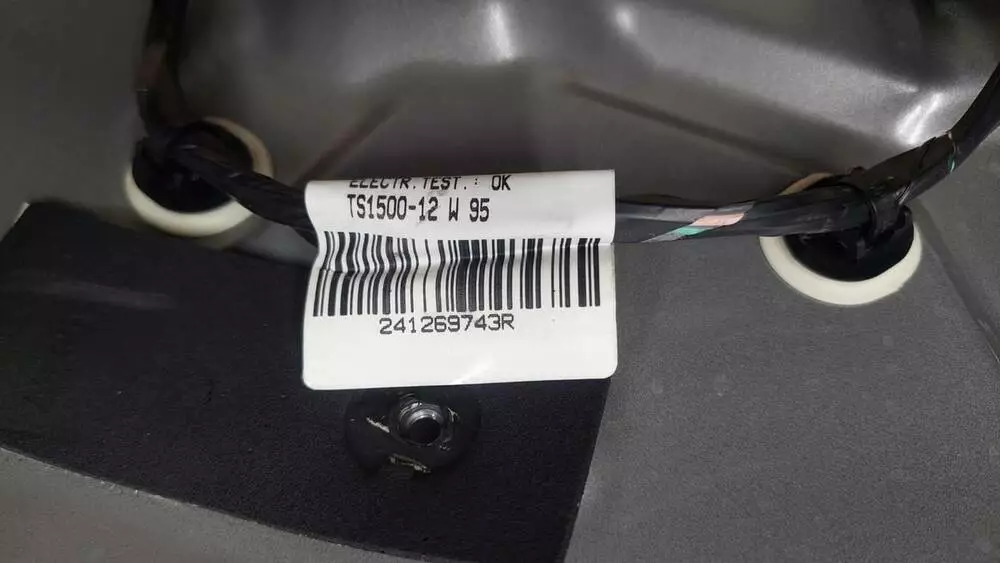 ELECTR.TEST.: OK
TS1500-12 W 95
241269743R